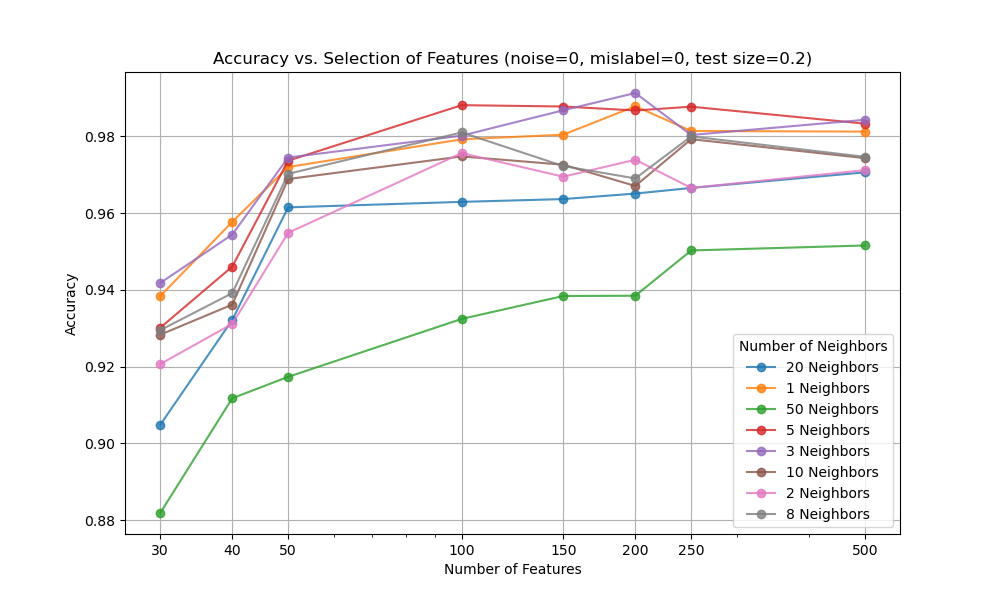 Accuracy vs. Selection of Features (noise=0, mislabel=0, test size=0.2)
Accuracy
0.98
0.96
0.94
0.92
0.90
0.88
30 40 50 100 150 200 250 500
Number of Features
Number of Neighbors
20 Neighbors
1 Neighbors
50 Neighbors
5 Neighbors
3 Neighbors
10 Neighbors
2 Neighbors
8 Neighbors